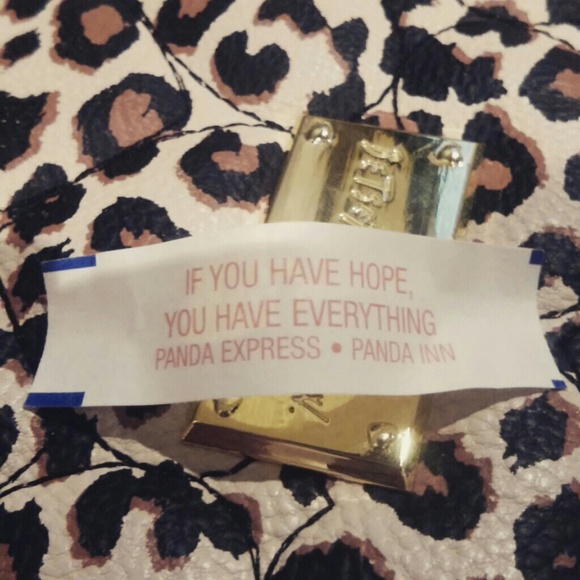 IF YOU HAVE HOPE,
YOU HAVE EVERYTHING
PANDA EXPRESS • PANDA INN